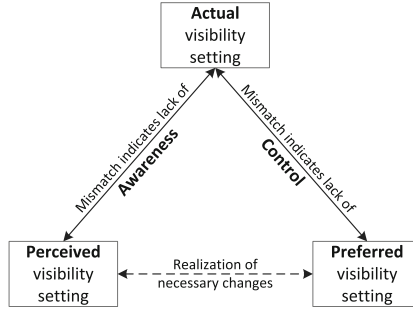 Actual
visibility
setting
Mismatch indicates lack of
Awareness
Mismatch indicates lack of
Control
Perceived
visibility
setting
Realization of
necessary changes
Preferred
visibility
setting